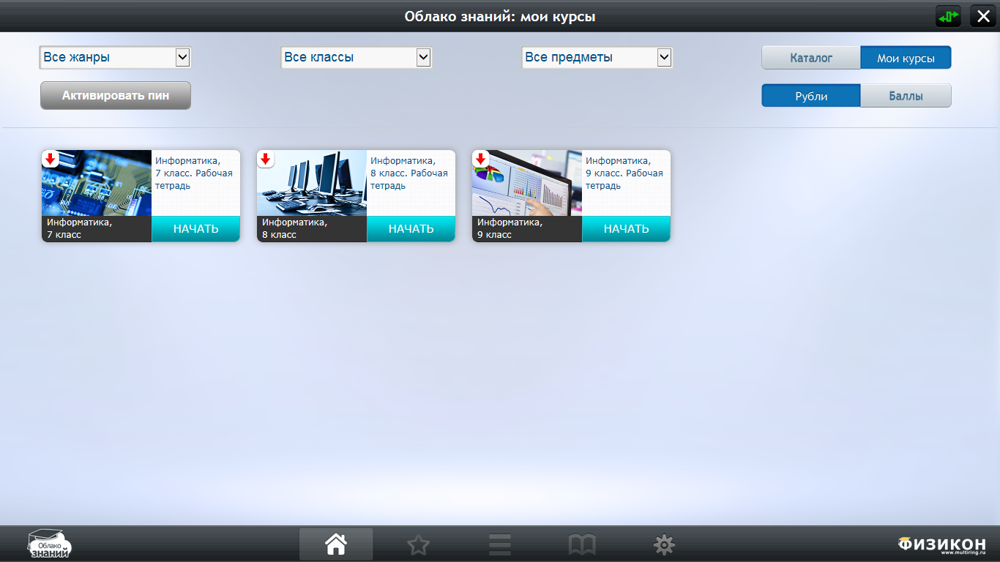 Облако знаний: мои курсы
Все жанры
Все классы
Все предметы
Каталог
Мои курсы
Активировать пин
Рубли
Баллы
Информатика,
7 класс. Рабочая
тетрадь
Информатика,
7 класс
НАЧАТЬ
Информатика,
8 класс. Рабочая
тетрадь
Информатика,
8 класс
НАЧАТЬ
Информатика,
9 класс. Рабочая
тетрадь
Информатика,
9 класс
НАЧАТЬ
Облако
знаний
ФИЗИКОН
www.multiring.ru